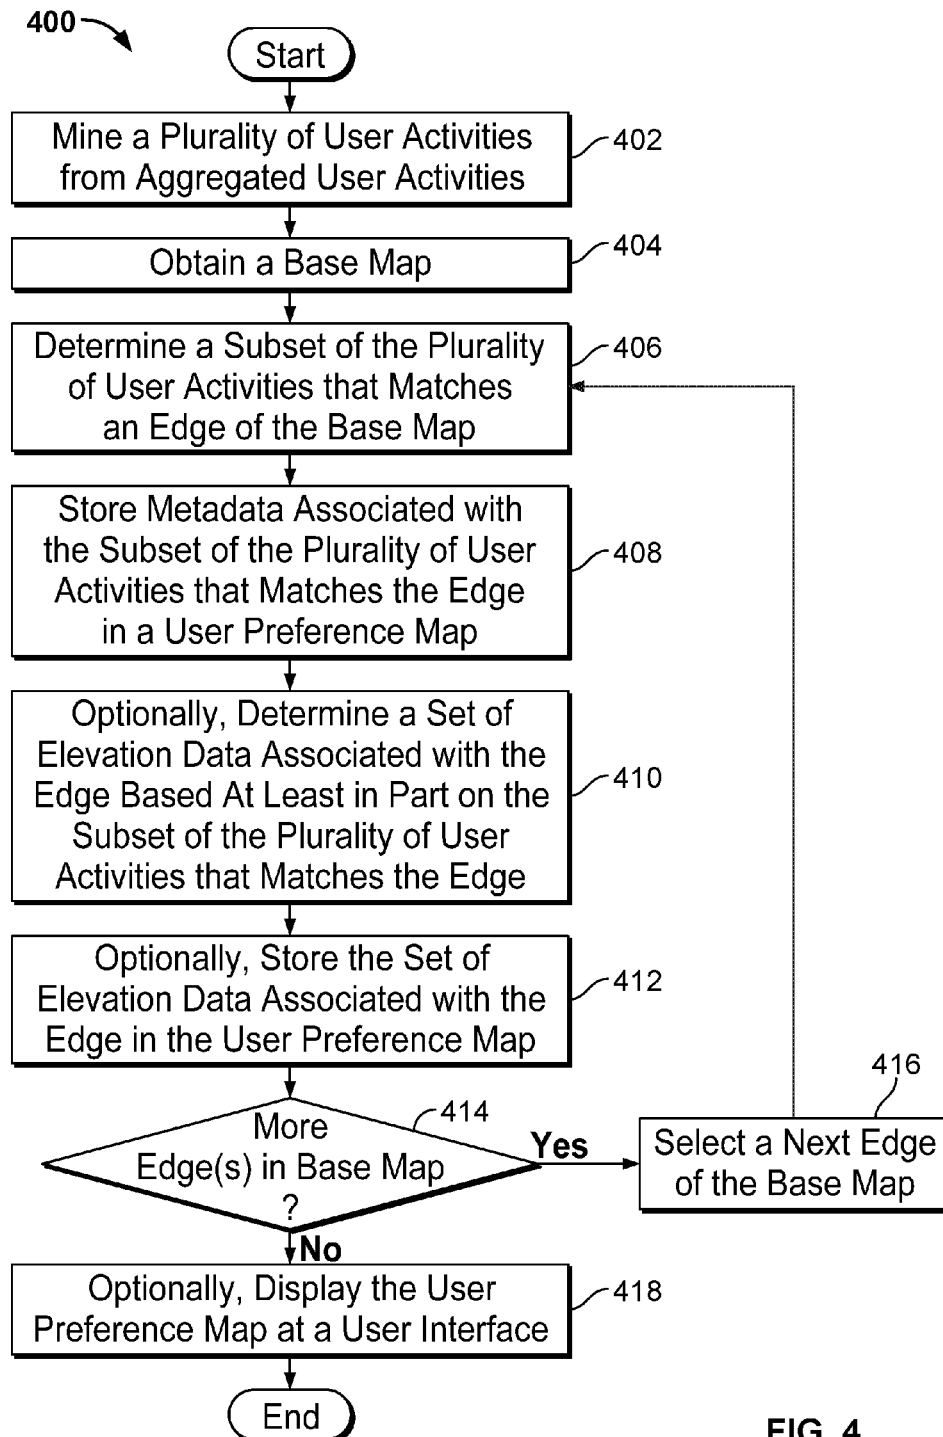 400
Start
Mine a Plurality of User Activities
from Aggregated User Activities
402
Obtain a Base Map
404
Determine a Subset of the Plurality
of User Activities that Matches
an Edge of the Base Map
406
Store Metadata Associated with
the Subset of the Plurality of User
Activities that Matches the Edge
in a User Preference Map
408
Optionally, Determine a Set of
Elevation Data Associated with the
Edge Based At Least in Part on the
Subset of the Plurality of User
Activities that Matches the Edge
410
Optionally, Store the Set of
Elevation Data Associated with the
Edge in the User Preference Map
412
More
Edge(s) in Base Map
?
414
Yes
Select a Next Edge
of the Base Map
416
No
Optionally, Display the User
Preference Map at a User Interface
418
End
FIG. 4